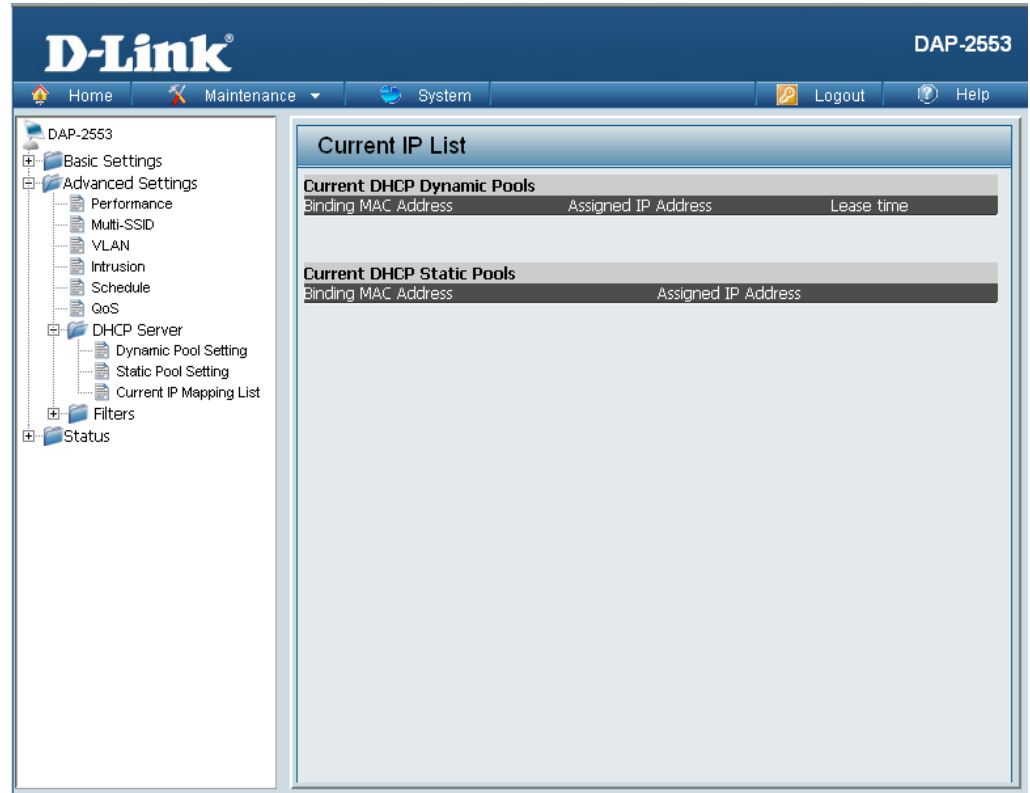 D-Link®
DAP-2553
Home Maintenance System Logout Help
DAP-2553
Basic Settings
Advanced Settings
Performance
Multi-SSID
VLAN
Intrusion
Schedule
QoS
DHCP Server
Dynamic Pool Setting
Static Pool Setting
Current IP Mapping List
Filters
Status
Current IP List
Current DHCP Dynamic Pools
Binding MAC Address Assigned IP Address Lease time
Current DHCP Static Pools
Binding MAC Address Assigned IP Address